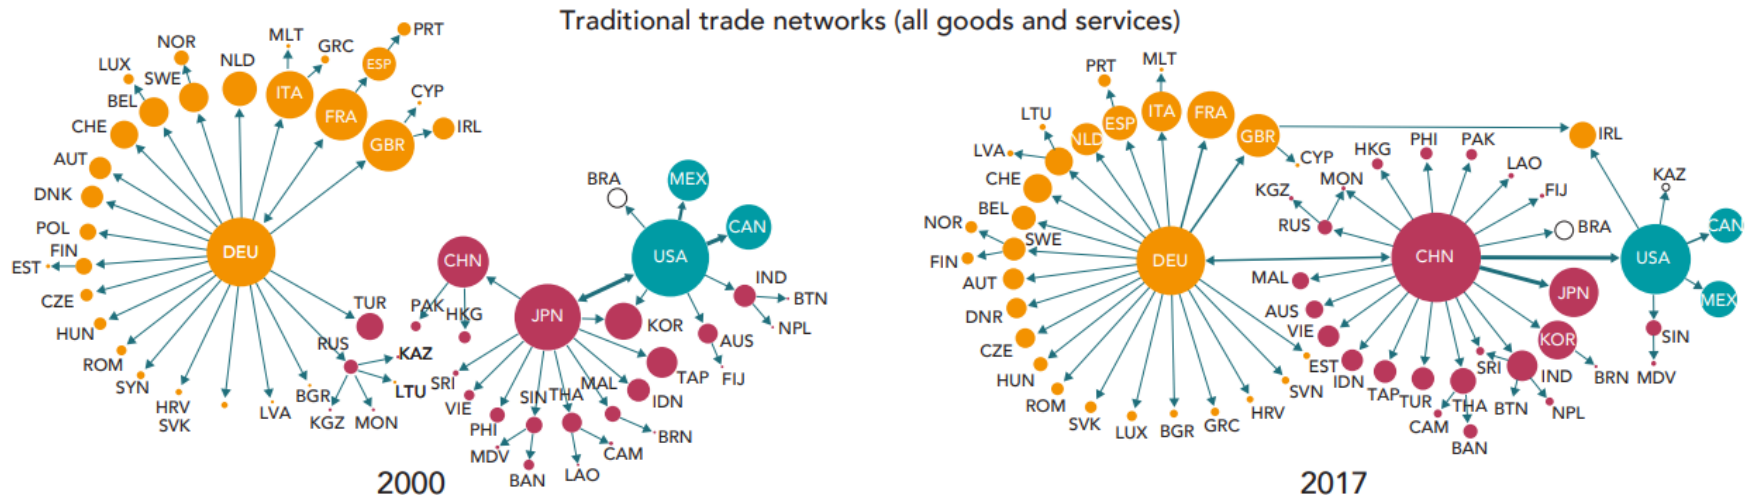 Traditional trade networks (all goods and services)
PRT
MLT
GRC
NOR
NLD
ESP
LUX
SWE
ITA
CYP
BEL
FRA
CHE
IRL
GBR
AUT
DNK
POL
DEU
FIN
EST
CZE
TUR
HUN
RUS
KAZ
ROM
LTU
SYN
BGR
HRV
LVA
KGZ
MON
SVK
BRA
MEX
CAN
USA
CHN
IND
BTN
PAK
HKG
JPN
KOR
NPL
AUS
SRI
TAP
FIJ
MAL
VIE
SIN
THA
IDN
PHI
BRN
MDV
CAM
BAN
LAO
2000
MLT
PRT
ITA
FRA
LTU
ESP
GBR
IRL
NLD
LVA
CYP
CHE
BEL
NOR
SWE
FIN
DEU
AUT
DNR
CZE
HUN
ROM
SVK
LUX
BGR
GRC
HRV
SVN
EST
PHI
PAK
HKG
LAO
MON
KGZ
FIJ
RUS
BRA
KAZ
CHN
USA
CAN
MAL
JPN
MEX
AUS
VIE
KOR
SIN
SRI
IDN
IND
BRN
MDV
TAP
TUR
THA
BTN
NPL
CAM
BAN
2017